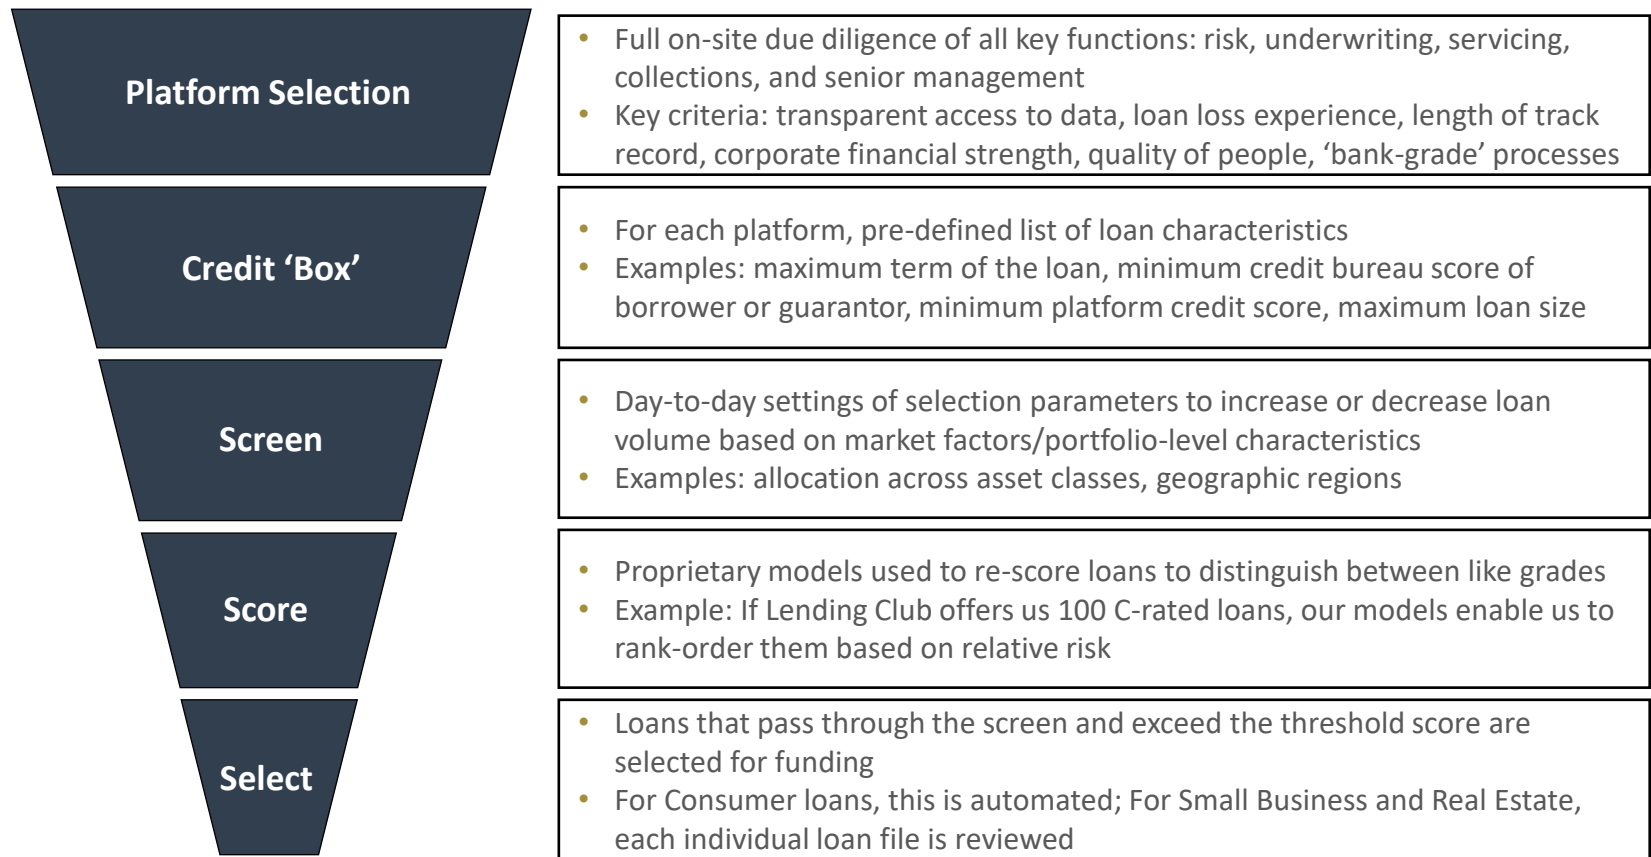 Platform Selection
• Full on-site due diligence of all key functions: risk, underwriting, servicing,
collections, and senior management
• Key criteria: transparent access to data, loan loss experience, length of track
record, corporate financial strength, quality of people, ‘bank-grade’ processes
Credit ‘Box’
• For each platform, pre-defined list of loan characteristics
• Examples: maximum term of the loan, minimum credit bureau score of
borrower or guarantor, minimum platform credit score, maximum loan size
Screen
• Day-to-day settings of selection parameters to increase or decrease loan
volume based on market factors/portfolio-level characteristics
• Examples: allocation across asset classes, geographic regions
Score
• Proprietary models used to re-score loans to distinguish between like grades
• Example: If Lending Club offers us 100 C-rated loans, our models enable us to
rank-order them based on relative risk
Select
• Loans that pass through the screen and exceed the threshold score are
selected for funding
• For Consumer loans, this is automated; For Small Business and Real Estate,
each individual loan file is reviewed